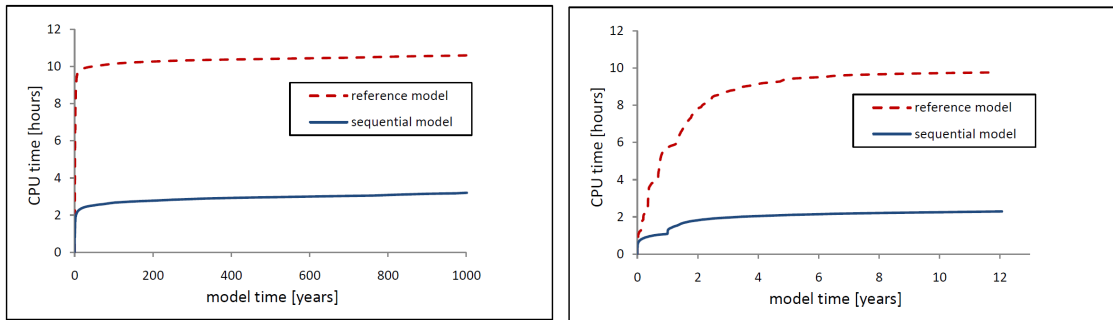 12
10
8
6
4
2
0
CPU time [hours]
reference model
sequential model
0 200 400 600 800 1000
model time [years]
12
10
8
6
4
2
0
CPU time [hours]
reference model
sequential model
0 2 4 6 8 10 12
model time [years]